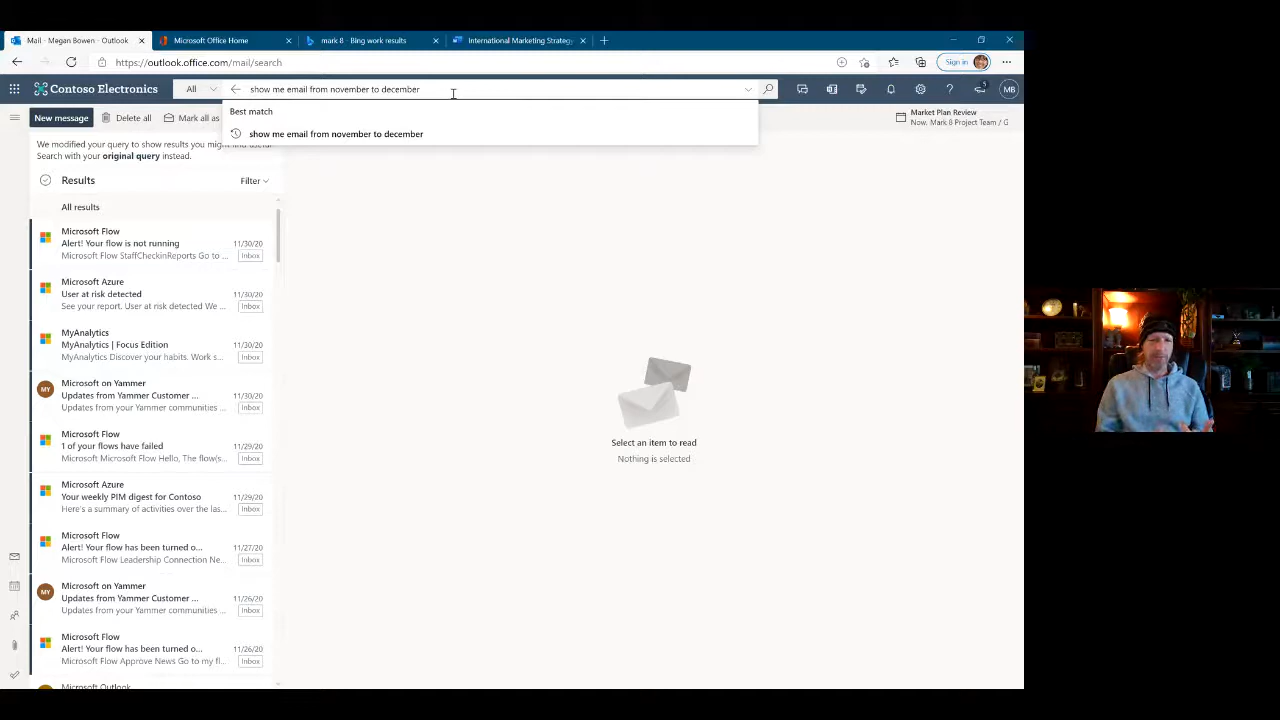 Mail - Megan Bowen - Outlook
Microsoft Office Home
mark 8 - Bing work results
International Marketing Strateg
https://outlook.office.com/mail/search
Sign in
Contoso Electronics
All
show me email from november to december
MB
Best match
show me email from november to december
New message
Delete all
Mark all as
Market Plan Review
Now, Mark 8 Project Team / G
We modified your query to show results you might find useful.
Search with your original query instead.
Results
Filter
All results
Microsoft Flow
Alert! Your flow is not running 11/30/20
Microsoft Flow StaffCheckinReports Go to ... Inbox
Microsoft Azure
User at risk detected 11/30/20
See your report. User at risk detected We ... Inbox
MyAnalytics
MyAnalytics | Focus Edition 11/30/20
MyAnalytics Discover your habits. Work s... Inbox
MY
Microsoft on Yammer
Updates from Yammer Customer ... 11/30/20
Updates from your Yammer communities ... Inbox
Microsoft Flow
1 of your flows have failed 11/29/20
Microsoft Microsoft Flow Hello, The flow(s... Inbox
Microsoft Azure
Your weekly PIM digest for Contoso 11/29/20
Here's a summary of activities over the las... Inbox
Microsoft Flow
Alert! Your flow has been turned o... 11/27/20
Microsoft Flow Leadership Connection Ne... Inbox
MY
Microsoft on Yammer
Updates from Yammer Customer ... 11/26/20
Updates from your Yammer communities ... Inbox
Microsoft Flow
Alert! Your flow has been turned o... 11/26/20
Microsoft Flow Approve News Go to my fl... Inbox
Microsoft Outlook
Select an item to read
Nothing is selected